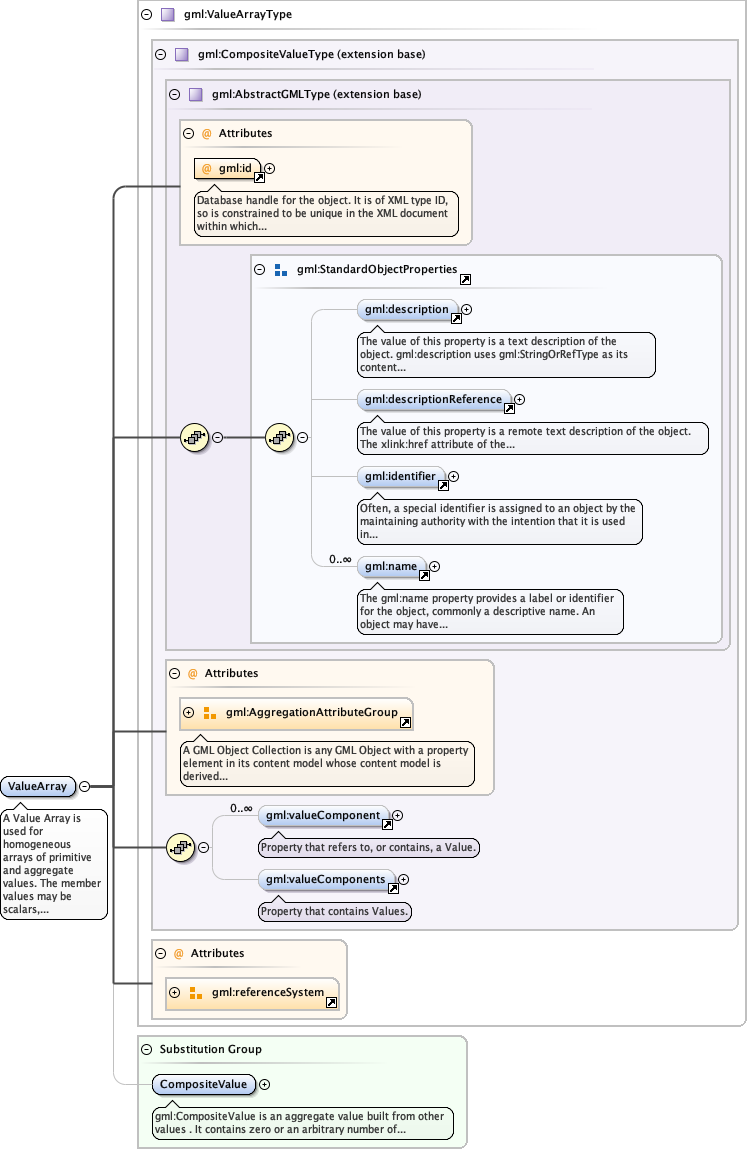 gml:ValueArrayType
gml:CompositeValueType (extension base)
gml:AbstractGMLType (extension base)
@ Attributes
@ gml:id
Database handle for the object. It is of XML type ID,
so is constrained to be unique in the XML document
within which...
gml:StandardObjectProperties
gml:description
The value of this property is a text description of the
object. gml:description uses gml:StringOrRefType as its
content...
gml:descriptionReference
The value of this property is a remote text description of the object.
The xlink:href attribute of the...
gml:identifier
Often, a special identifier is assigned to an object by the
maintaining authority with the intention that it is used
in...
0..∞
gml:name
The gml:name property provides a label or identifier
for the object, commonly a descriptive name. An
object may have...
@ Attributes
gml:AggregationAttributeGroup
A GML Object Collection is any GML Object with a property
element in its content model whose content model is
derived...
ValueArray
A Value Array is
used for
homogeneous
arrays of primitive
and aggregate
values. The member
values may be
scalars,...
0..∞
gml:valueComponent
Property that refers to, or contains, a Value.
gml:valueComponents
Property that contains Values.
@ Attributes
gml:referenceSystem
Substitution Group
CompositeValue
gml:CompositeValue is an aggregate value built from other
values . It contains zero or an arbitrary number of...